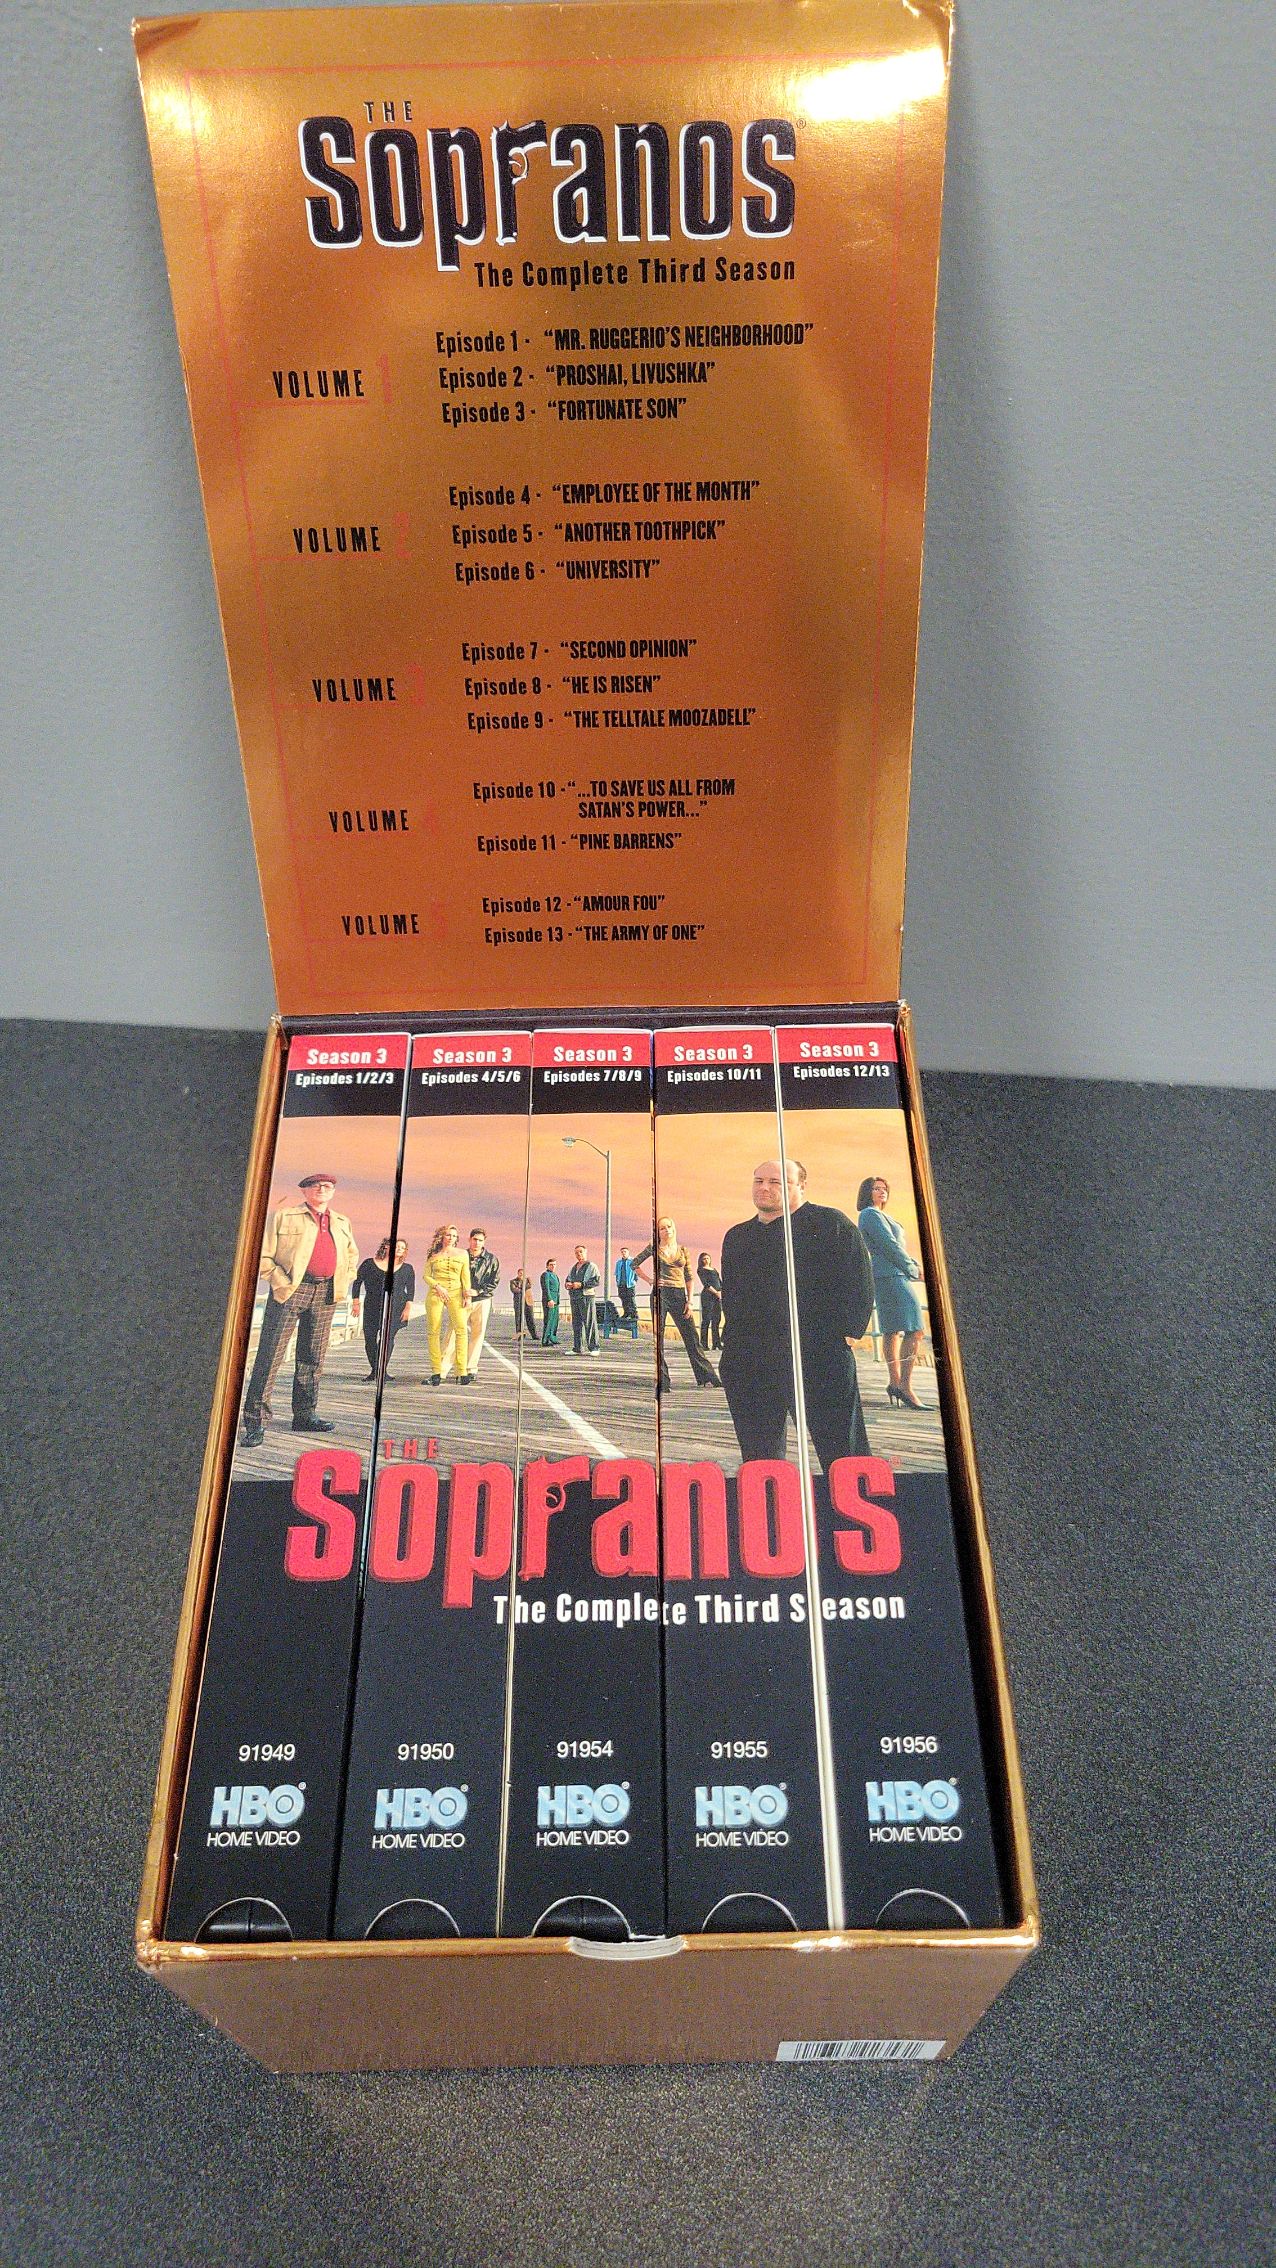 THE
Sopranos®
The Complete Third Season
VOLUME 1
Episode 1 - "MR. RUGGERIO'S NEIGHBORHOOD"
Episode 2 - "PROSHAI, LIVUSHKA"
Episode 3 - "FORTUNATE SON"
VOLUME 2
Episode 4 - "EMPLOYEE OF THE MONTH"
Episode 5 - "ANOTHER TOOTHPICK"
Episode 6 - "UNIVERSITY"
VOLUME 3
Episode 7 - "SECOND OPINION"
Episode 8 - "HE IS RISEN"
Episode 9 - "THE TELLTALE MOOZADELL"
VOLUME 4
Episode 10 - "...TO SAVE US ALL FROM
SATAN'S POWER..."
Episode 11 - "PINE BARRENS"
VOLUME 5
Episode 12 - "AMOUR FOU"
Episode 13 - "THE ARMY OF ONE"
Season 3
Episodes 1/2/3
Season 3
Episodes 4/5/6
Season 3
Episodes 7/8/9
Season 3
Episodes 10/11
Season 3
Episodes 12/13
THE
Sopranos
The Complete Third Season
91949
HBO®
HOME VIDEO
91950
HBO®
HOME VIDEO
91954
HBO®
HOME VIDEO
91955
HBO®
HOME VIDEO
91956
HBO®
HOME VIDEO